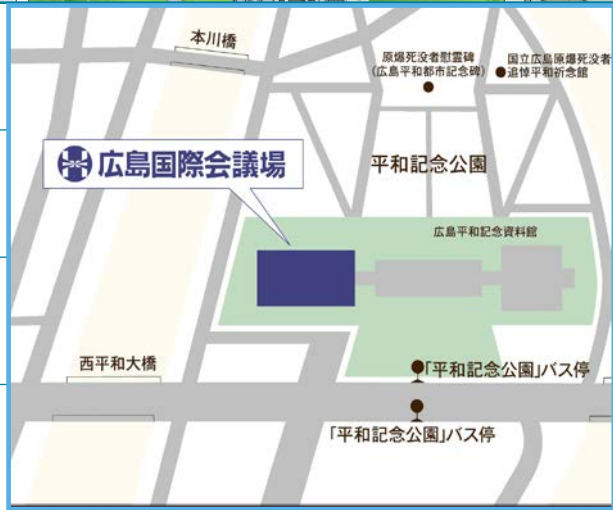 本川橋
原爆死没者慰霊碑
(広島平和都市記念碑)
国立広島原爆死没者
追悼平和祈念館
広島国際会議場
平和記念公園
広島平和記念資料館
西平和大橋
「平和記念公園」バス停
「平和記念公園」バス停